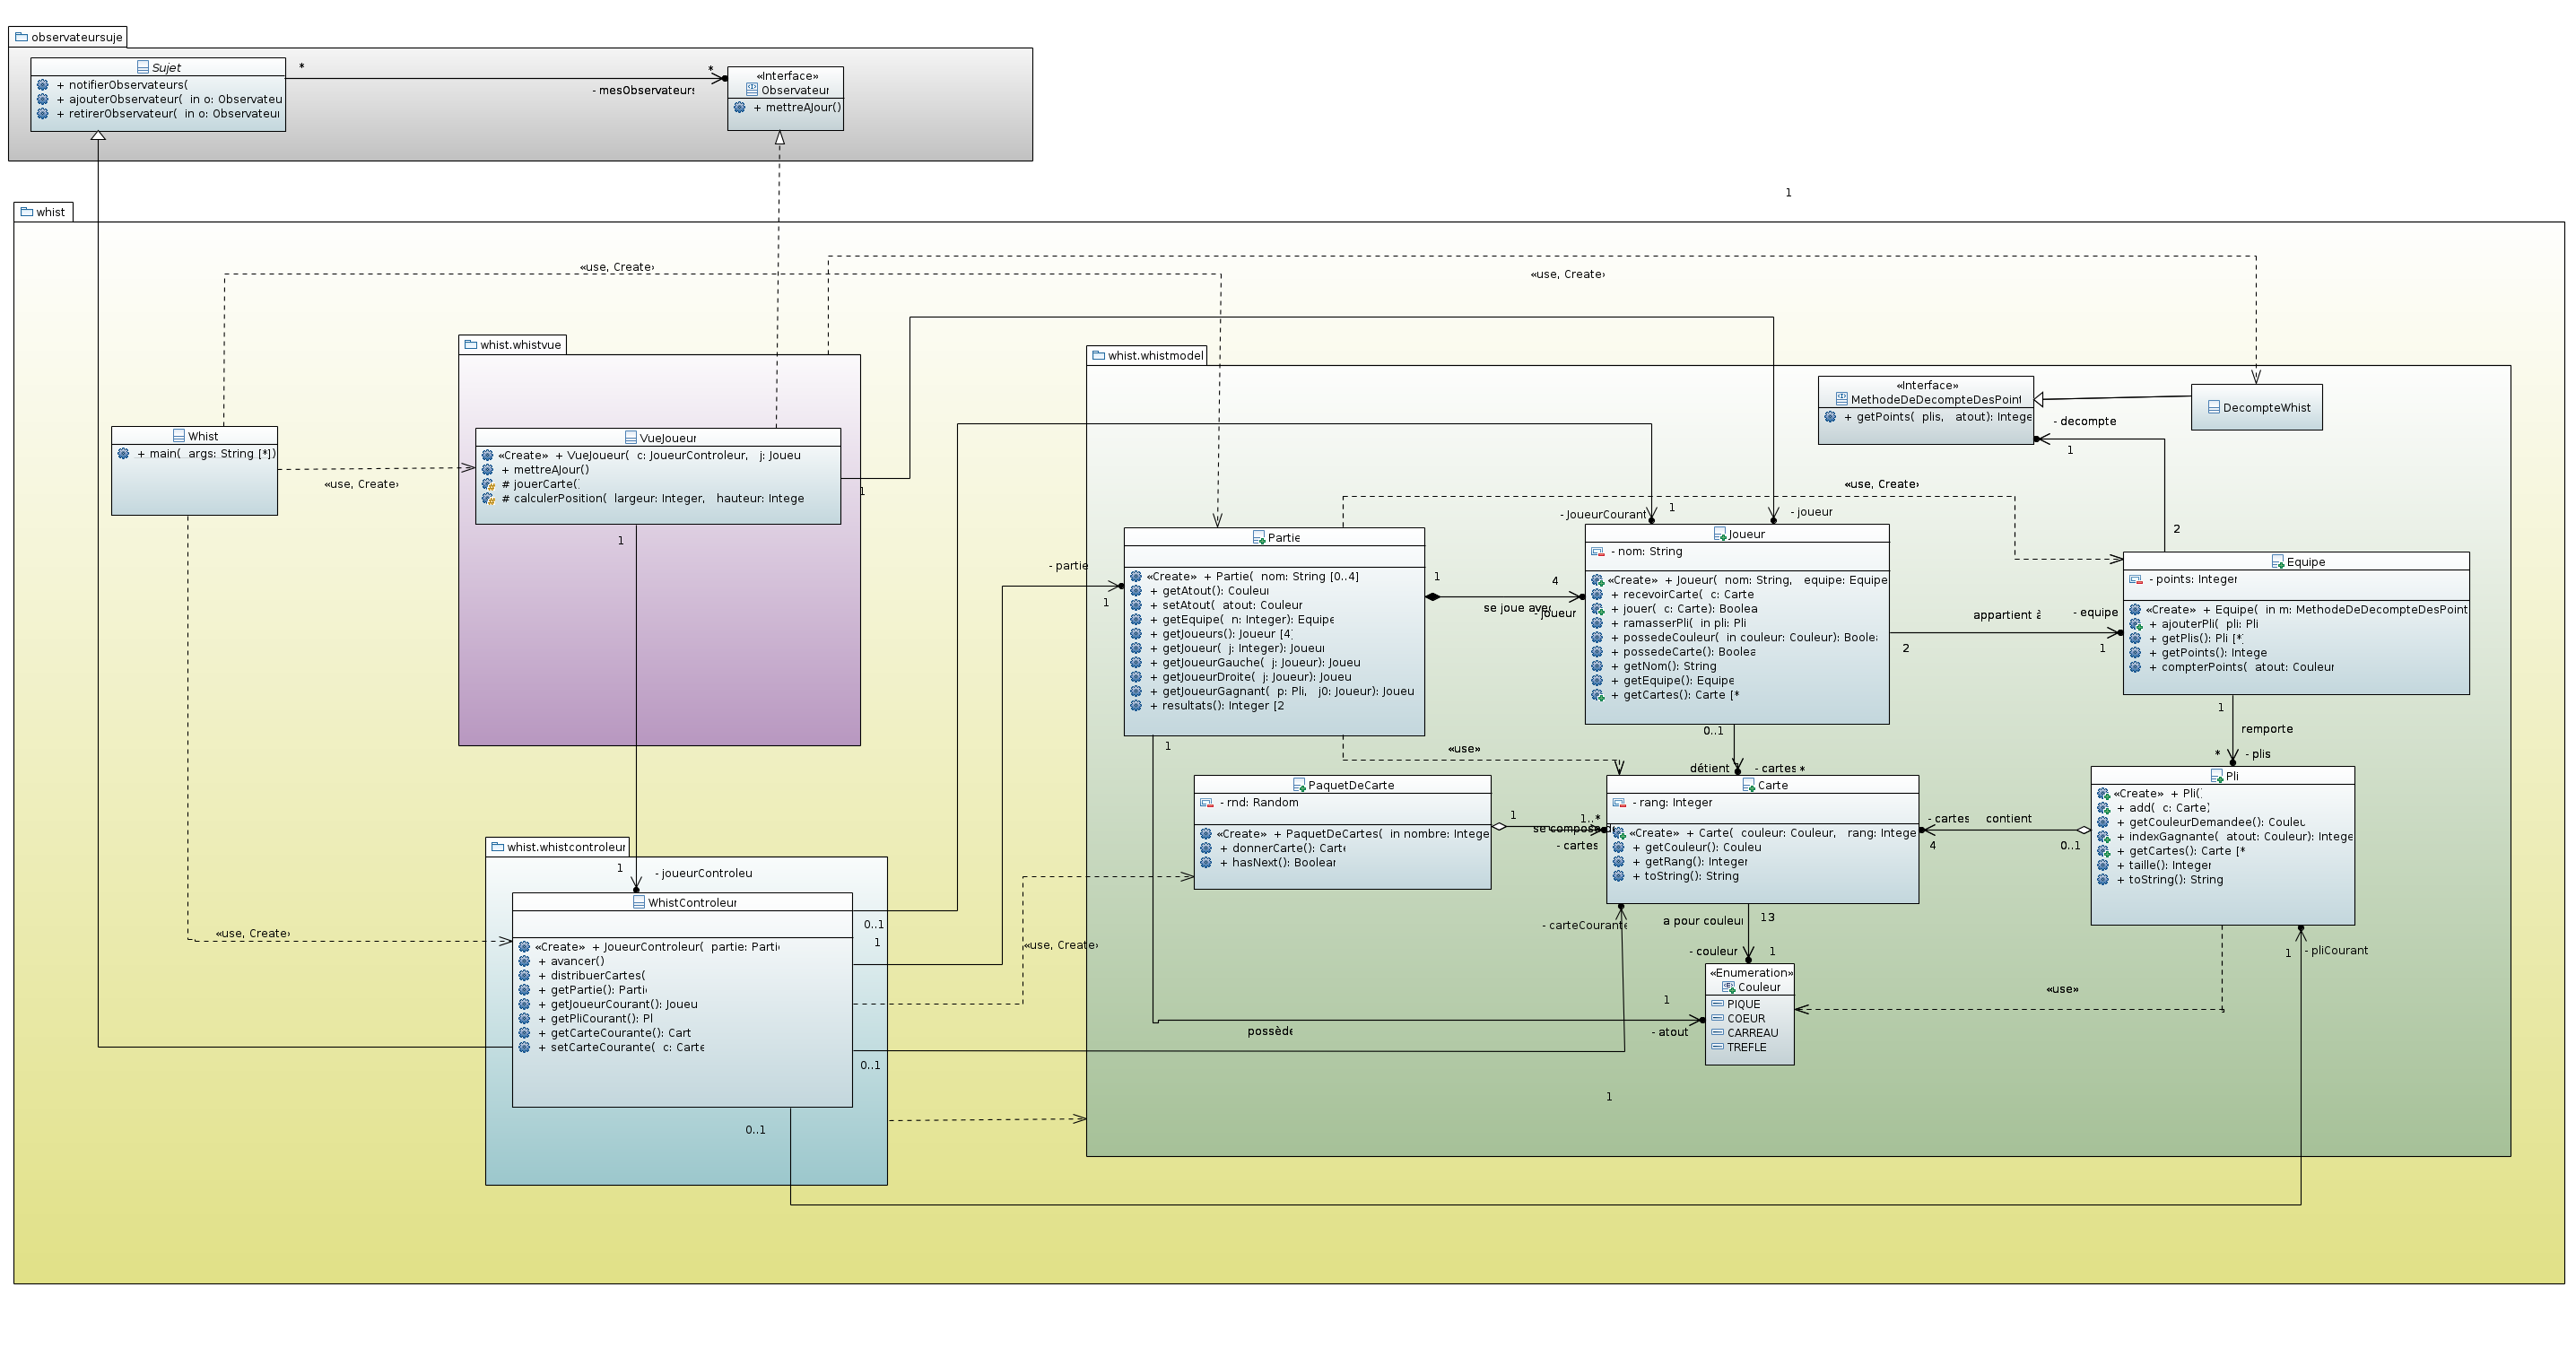 observateursuje
Sujet
+ notifierObservateurs(
+ ajouterObservateur( in o: Observateu
+ retirerObservateur( in o: Observateur
*
*
- mesObservateurs
«Interface»
Observateur
+ mettreAJour()
1
whist
«use, Create›
«use, Create›
whist.whistvue
whist.whistmodel
Whist
+ main( args: String [*])
«use, Create›
VueJoueur
«Create» + VueJoueur( c: JoueurControleur, j: Joueu
+ mettreAJour()
# jouerCarte(
# calculerPosition( largeur: Integer, hauteur: Intege
1
1
«Interface»
MethodeDeDecompteDesPoint
+ getPoints( plis, atout): Intege
DecompteWhist
- decompte
1
2
«use, Create›
- JoueurCourant
1
- joueur
- partie
1
Partie
«Create» + Partie( nom: String [0..4]
+ getAtout(): Couleur
+ setAtout( atout: Couleur
+ getEquipe( n: Integer): Equipe
+ getJoueurs(): Joueur [4]
+ getJoueur( j: Integer): Joueur
+ getJoueurGauche( j: Joueur): Joueu
+ getJoueurDroite( j: Joueur): Joueu
+ getJoueurGagnant( p: Pli, j0: Joueur): Joueu
+ resultats(): Integer [2
1
4
se joue avec
- joueur
Joueur
- nom: String
«Create» + Joueur( nom: String, equipe: Equipe
+ recevoirCarte( c: Carte
+ jouer( c: Carte): Boolea
+ ramasserPli( in pli: Pli
+ possedeCouleur( in couleur: Couleur): Boolea
+ possedeCarte(): Boolea
+ getNom(): String
+ getEquipe(): Equipe
+ getCartes(): Carte [*
appartient à
- equipe
2
1
Equipe
- points: Integer
«Create» + Equipe( in m: MethodeDeDecompteDesPoint
+ ajouterPli( pli: Pli
+ getPlis(): Pli [*
+ getPoints(): Intege
+ compterPoints( atout: Couleur
1
remporte
*
- plis
0..1
détient
- cartes *
1
«use»
PaquetDeCarte
- rnd: Random
«Create» + PaquetDeCartes( in nombre: Intege
+ donnerCarte(): Carte
+ hasNext(): Boolean
1
1..*
se compose d
- cartes
Carte
- rang: Integer
«Create» + Carte( couleur: Couleur, rang: Intege
+ getCouleur(): Couleu
+ getRang(): Integer
+ toString(): String
- cartes
contient
4
0..1
Pli
«Create» + Pli(
+ add( c: Carte)
+ getCouleurDemandee(): Couleu
+ indexGagnante( atout: Couleur): Intege
+ getCartes(): Carte [*
+ taille(): Integer
+ toString(): String
whist.whistcontroleur
1
- joueurControleu
WhistControleur
«Create» + JoueurControleur( partie: Partie
+ avancer()
+ distribuerCartes(
+ getPartie(): Partie
+ getJoueurCourant(): Joueu
+ getPliCourant(): Pl
+ getCarteCourante(): Cart
+ setCarteCourante( c: Carte
0..1
1
0..1
0..1
«use, Create›
«use, Create›
- carteCourante
a pour couleur
13
- couleur
1
«Enumeration»
Couleur
PIQUE
COEUR
CARREAU
TREFLE
1
- atout
possède
«use»
1
- pliCourant
1